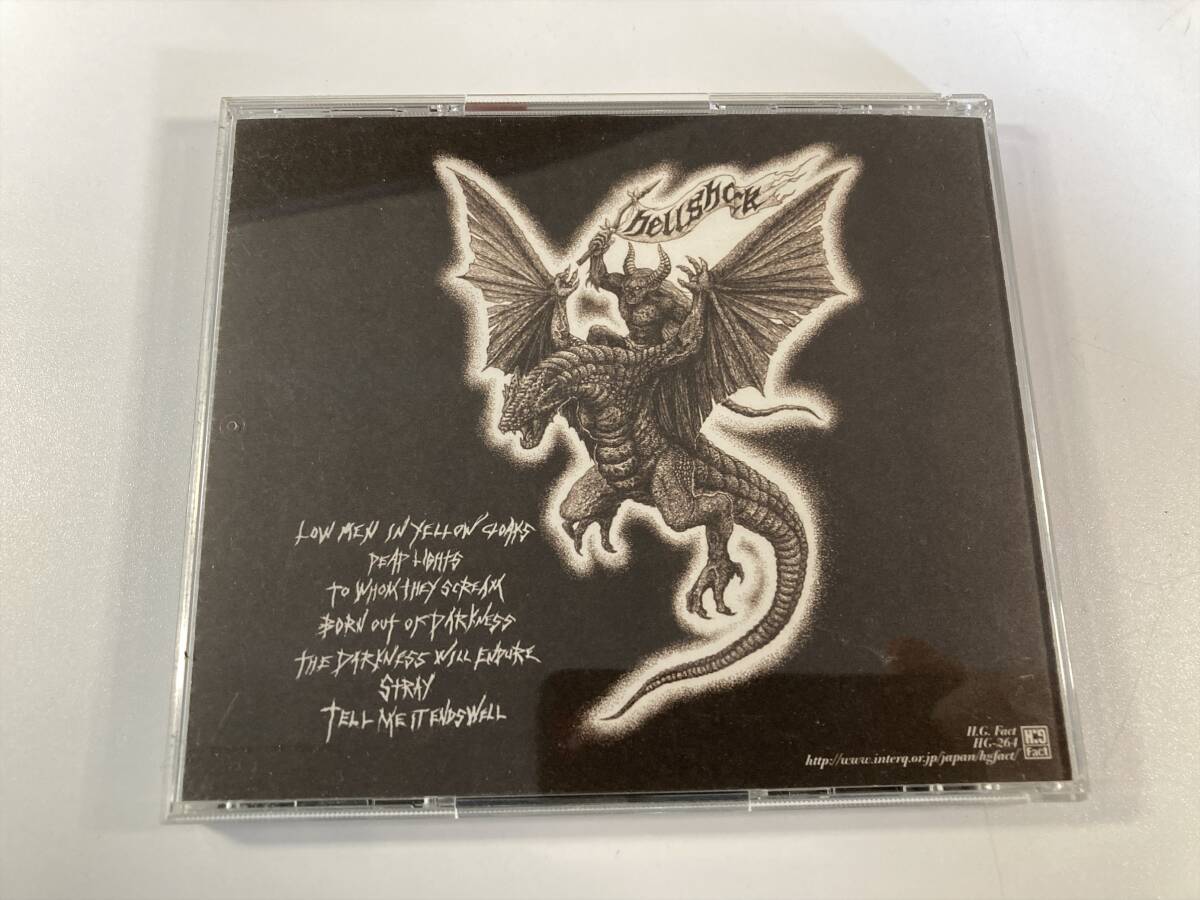 hellshock
LOW MEN IN YELLOW CLOAKS
DEAD LIGHTS
TO WHOM THEY SCREAM
BORN OUT OF DARKNESS
THE DARKNESS WILL ENDURE
STRAY
TELL ME IT ENDS WELL
H.G. Fact
HG-264
http://www.interq.or.jp/japan/hgfact/
H:G
Fact